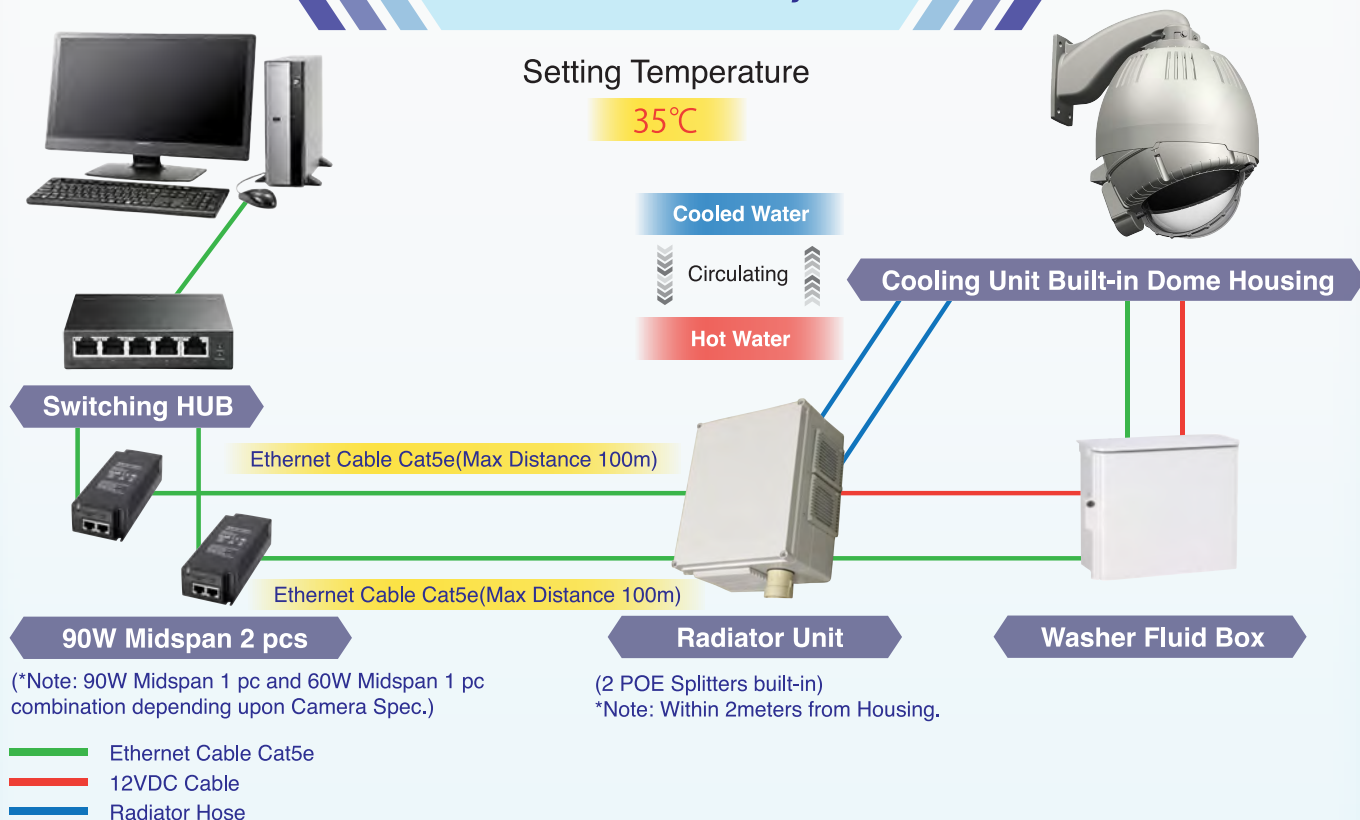 Setting Temperature
35℃
Cooled Water
Circulating
Hot Water
Cooling Unit Built-in Dome Housing
Switching HUB
Ethernet Cable Cat5e(Max Distance 100m)
Ethernet Cable Cat5e(Max Distance 100m)
90W Midspan 2 pcs
(*Note: 90W Midspan 1 pc and 60W Midspan 1 pc
combination depending upon Camera Spec.)
Radiator Unit
(2 POE Splitters built-in)
*Note: Within 2meters from Housing.
Washer Fluid Box
Ethernet Cable Cat5e
12VDC Cable
Radiator Hose